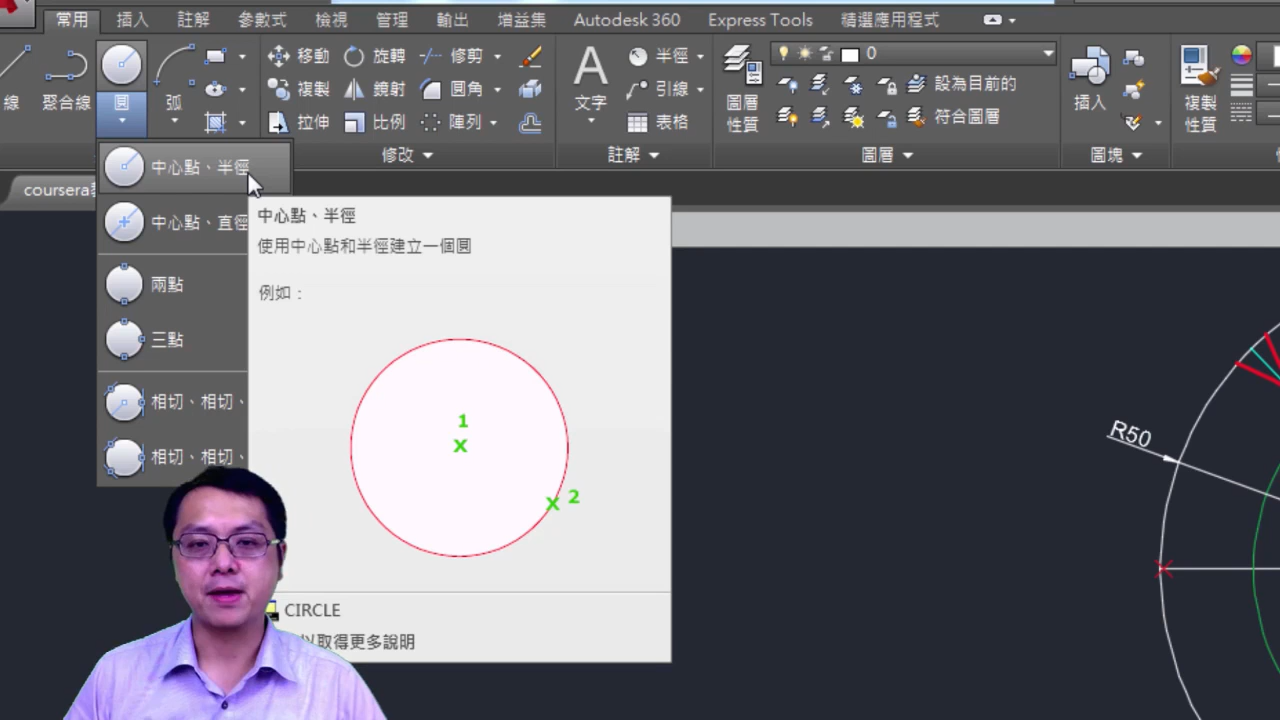 常用 插入 註解 參數式 檢視 管理 輸出 增益集 Autodesk 360 Express Tools 精選應用程式
移動 旋轉 修剪 半徑 0
線 聚合線 圓 弧 複製 鏡射 圓角 文字 引線 圖層性質 設為目前的 插入 複製性質
拉伸 比例 陣列 表格 符合圖層
修改 註解 圖層 圖塊
coursera
中心點、半徑
中心點、直徑
兩點
三點
相切、相切、
相切、相切、
中心點、半徑
使用中心點和半徑建立一個圓
例如：
1
2
CIRCLE
以取得更多說明
R50